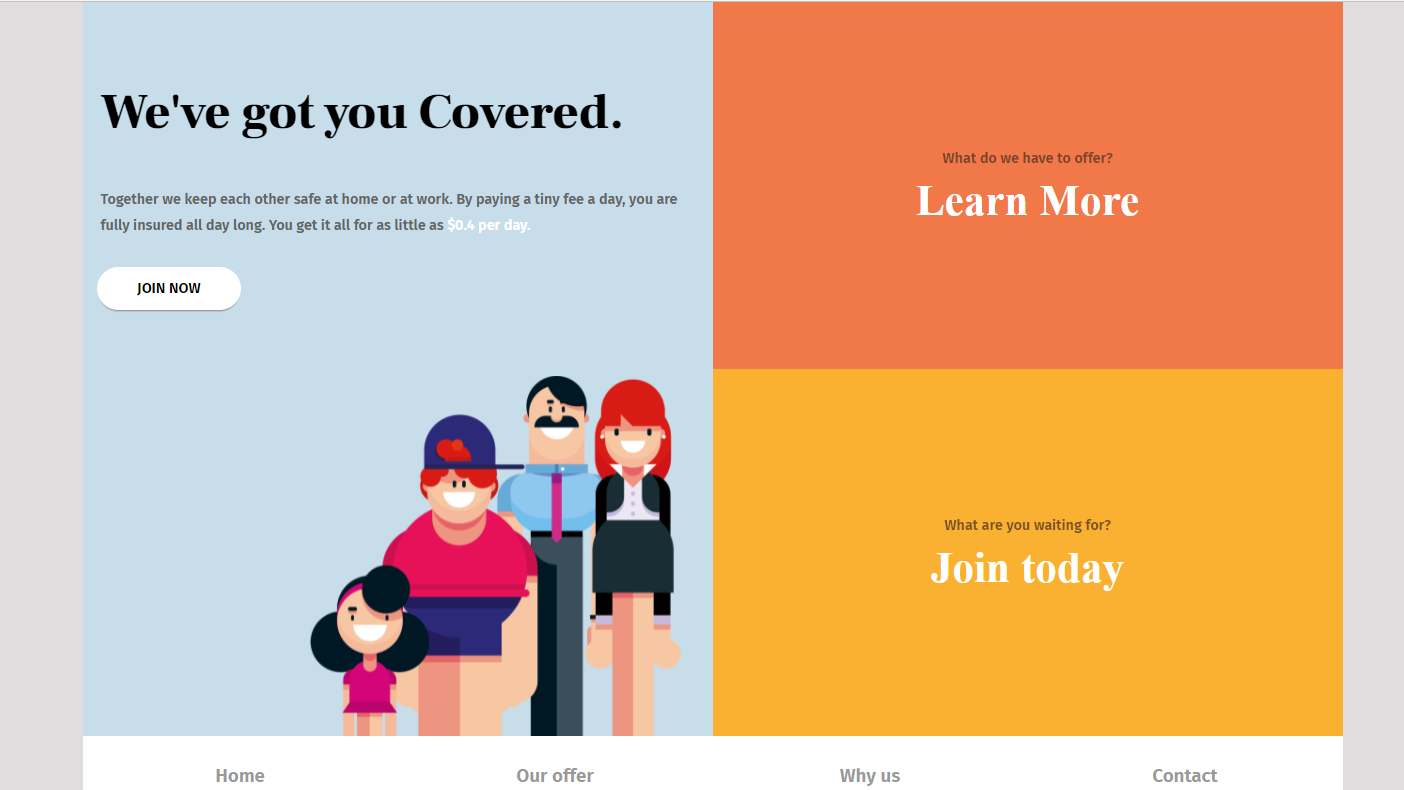 We've got you Covered.
Together we keep each other safe at home or at work. By paying a tiny fee a day, you are
fully insured all day long. You get it all for as little as $0.4 per day.
JOIN NOW
What do we have to offer?
Learn More
What are you waiting for?
Join today
Home
Our offer
Why us
Contact